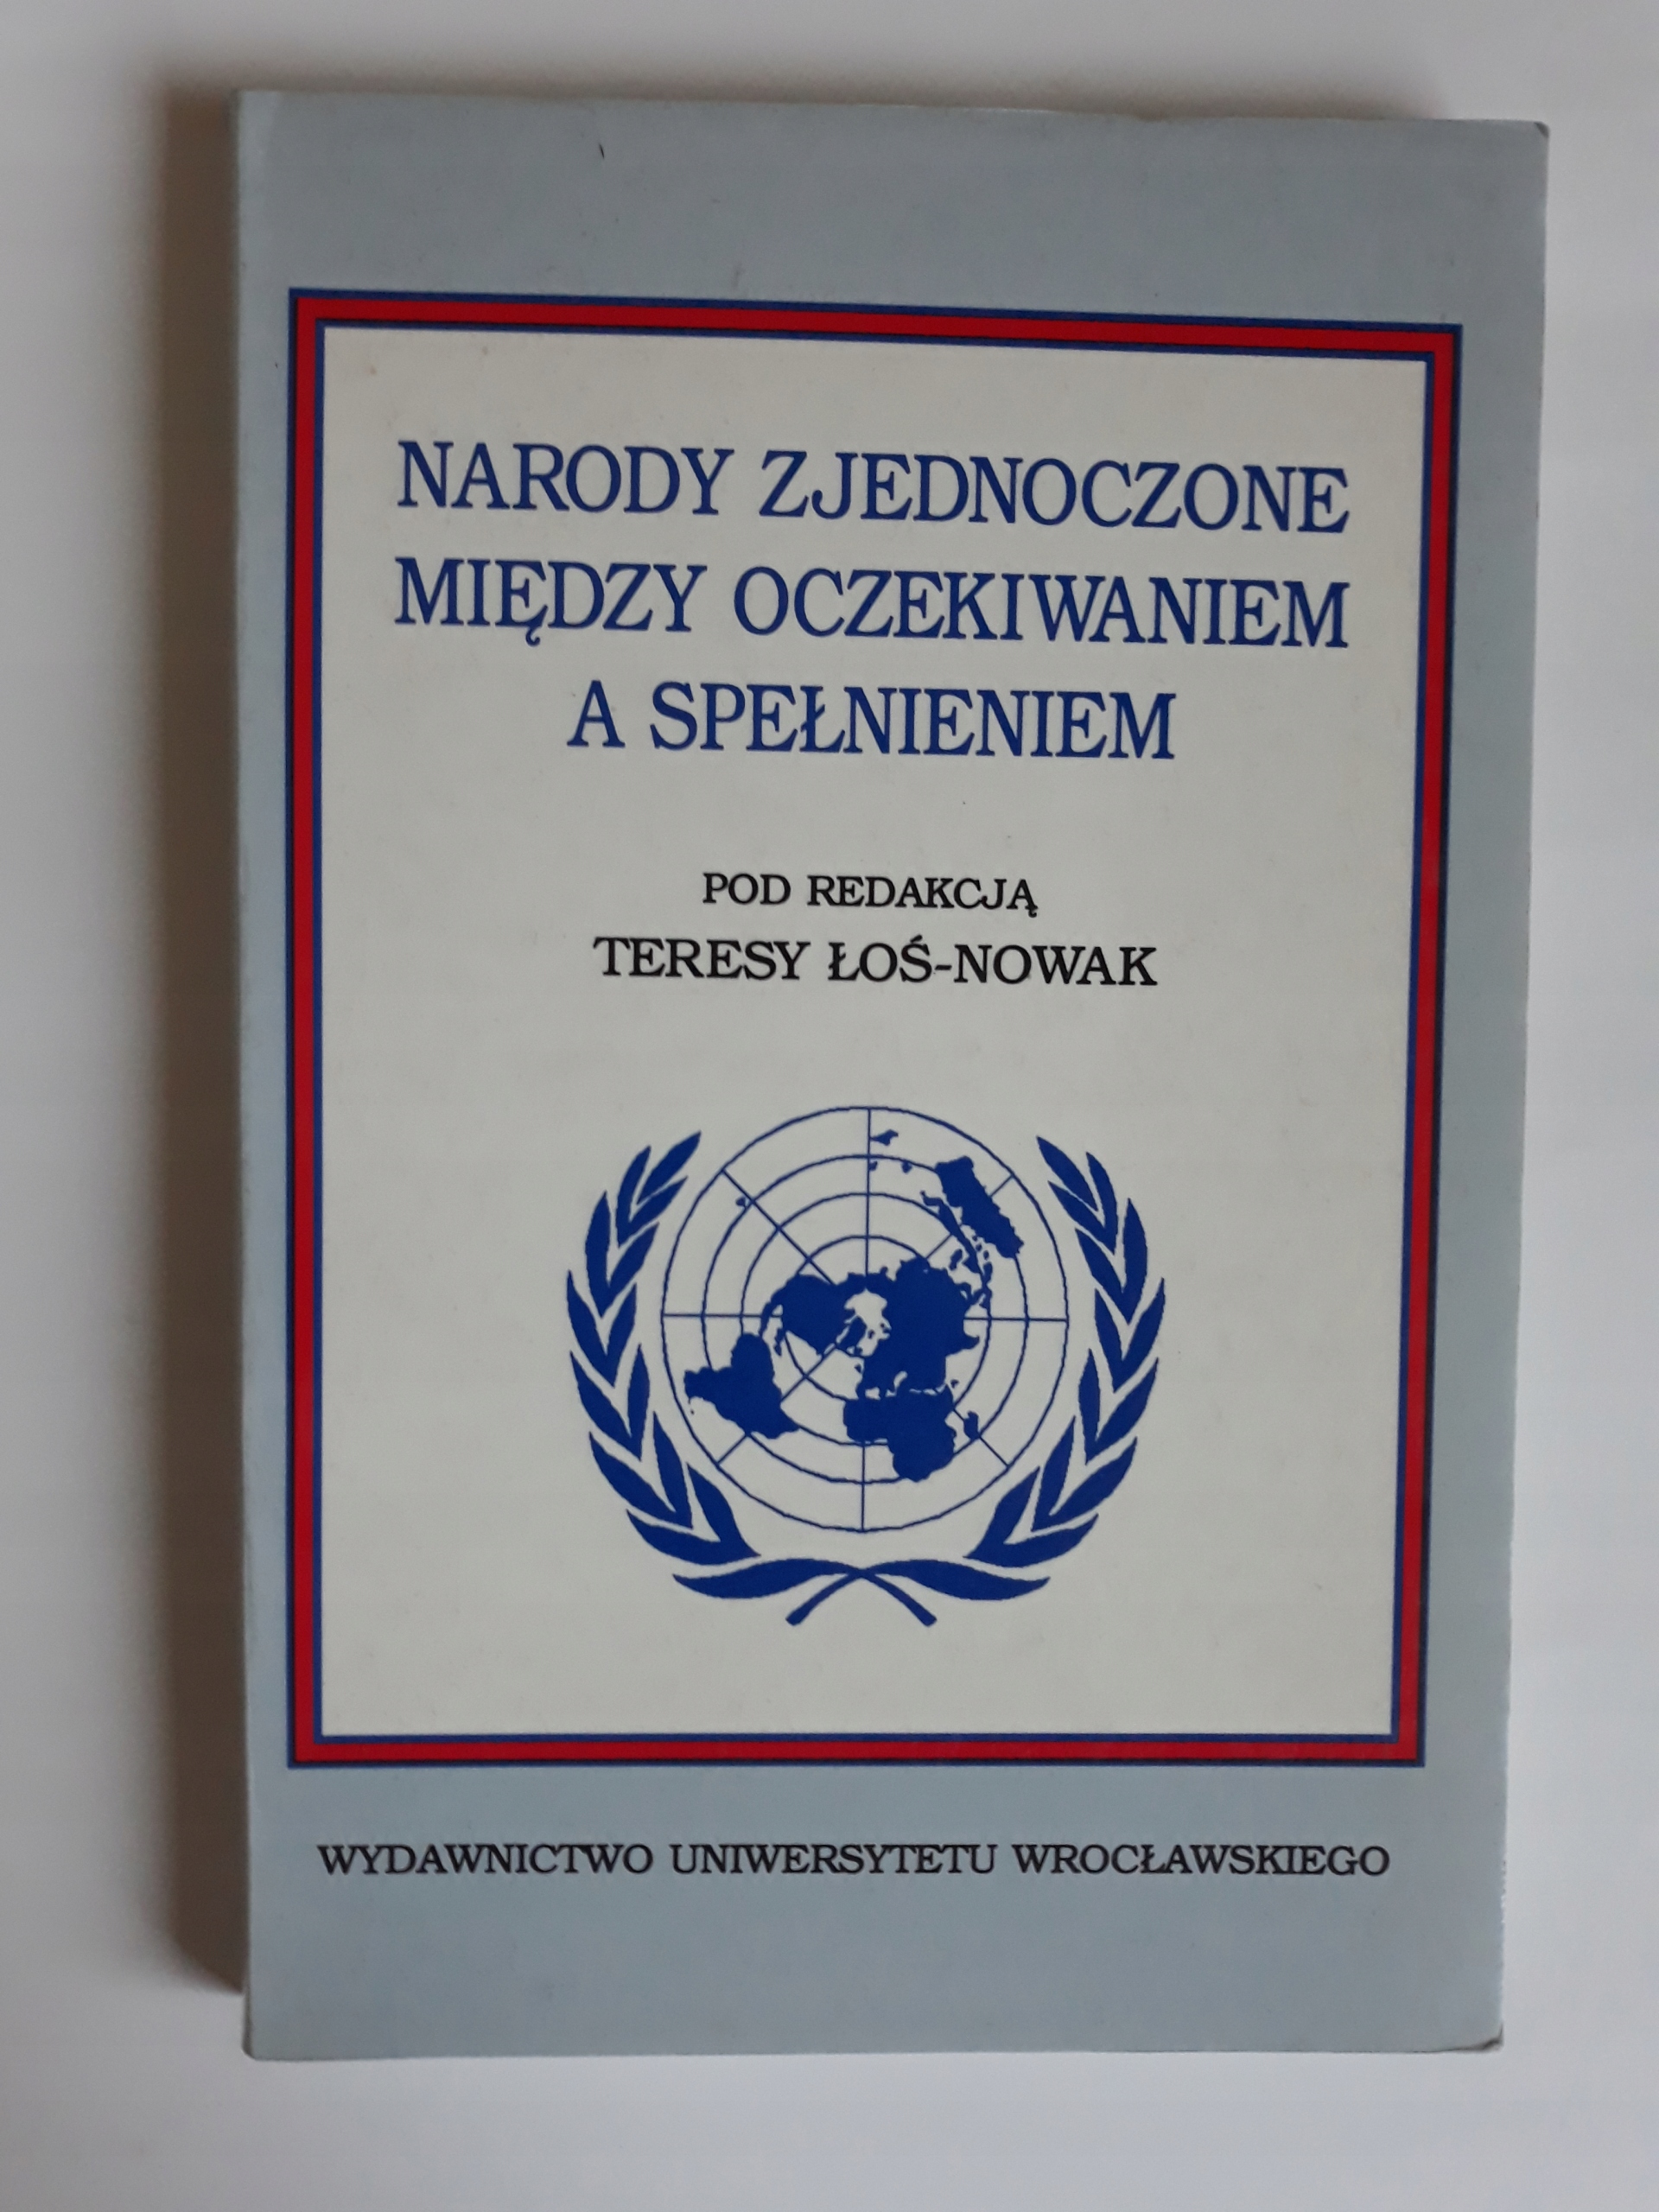 NARODY ZJEDNOCZONE
MIĘDZY OCZEKIWANIEM
A SPEŁNIENIEM
POD REDAKCJĄ
TERESY ŁOŚ-NOWAK
WYDAWNICTWO UNIWERSYTETU WROCŁAWSKIEGO